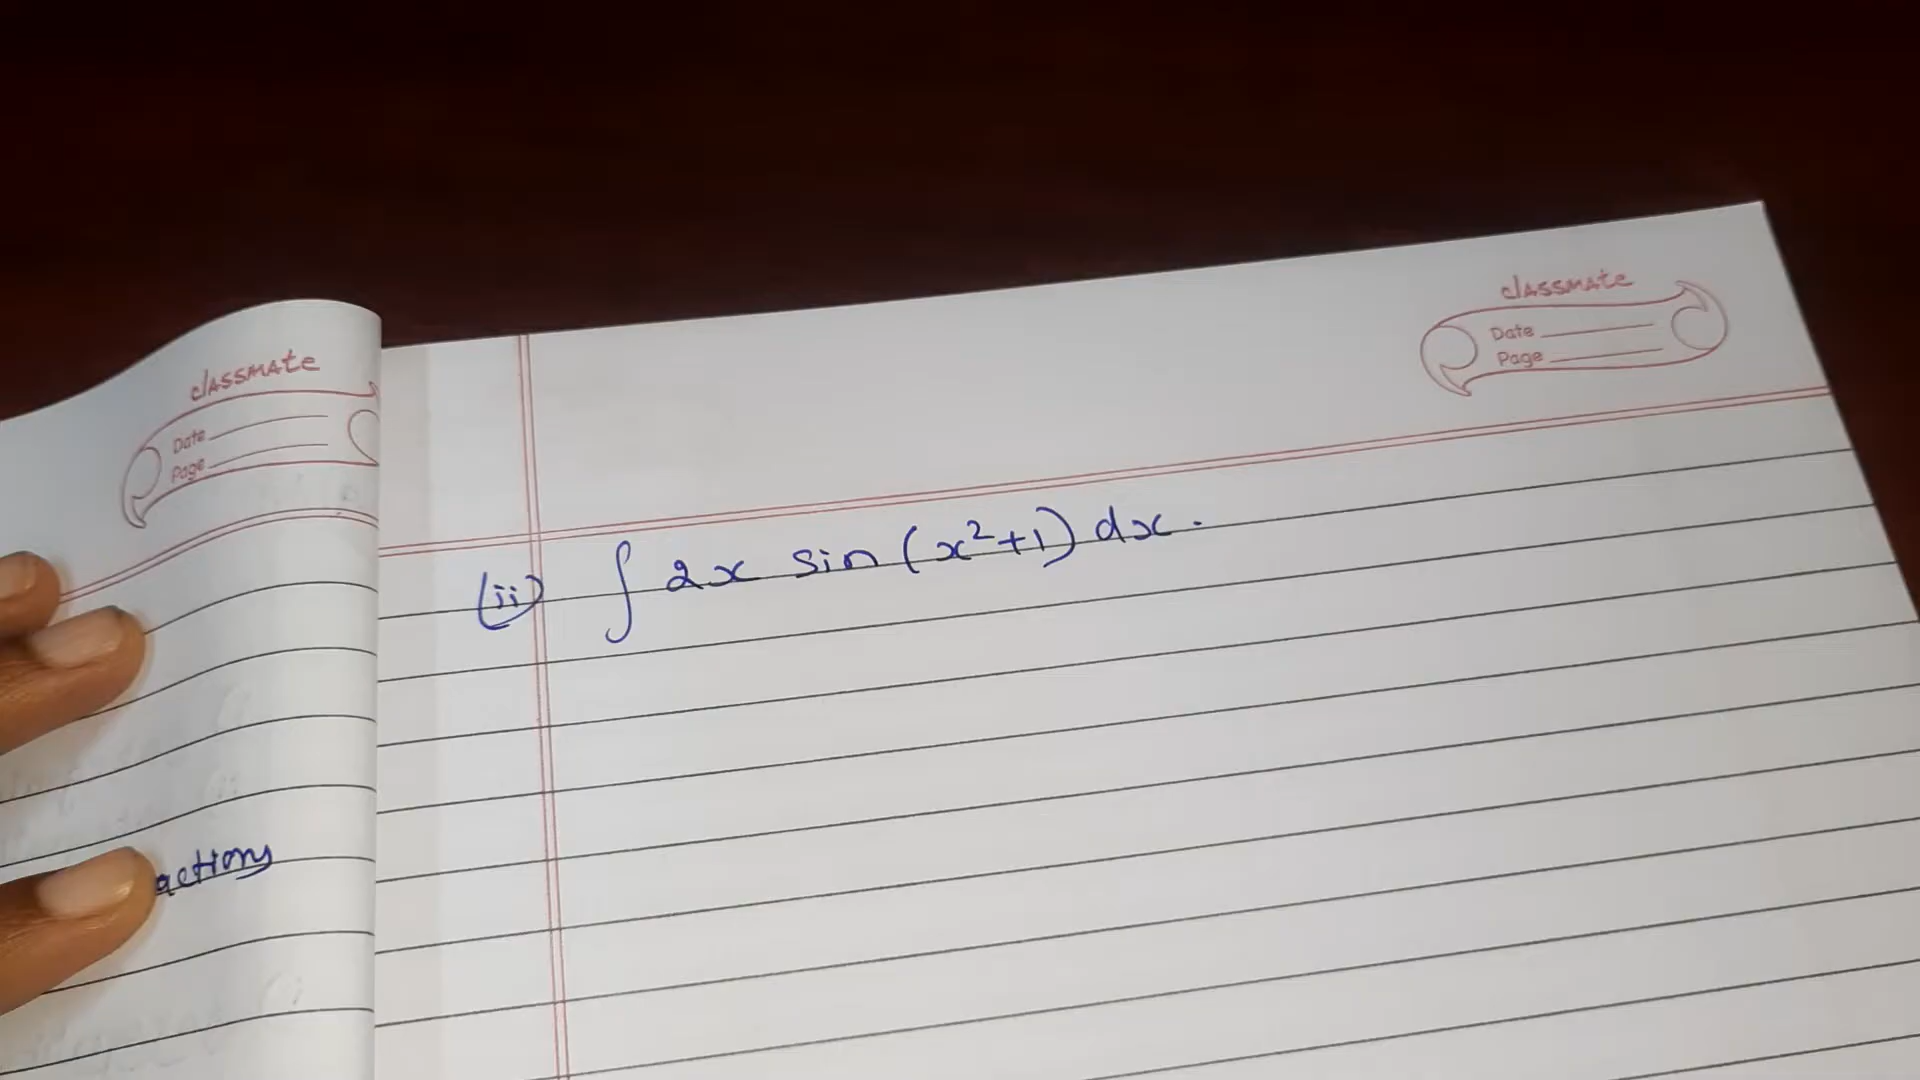 classmate
Date
Page
actions
classmate
Date
Page
(ii) ∫ 2x sin (x²+1) dx.